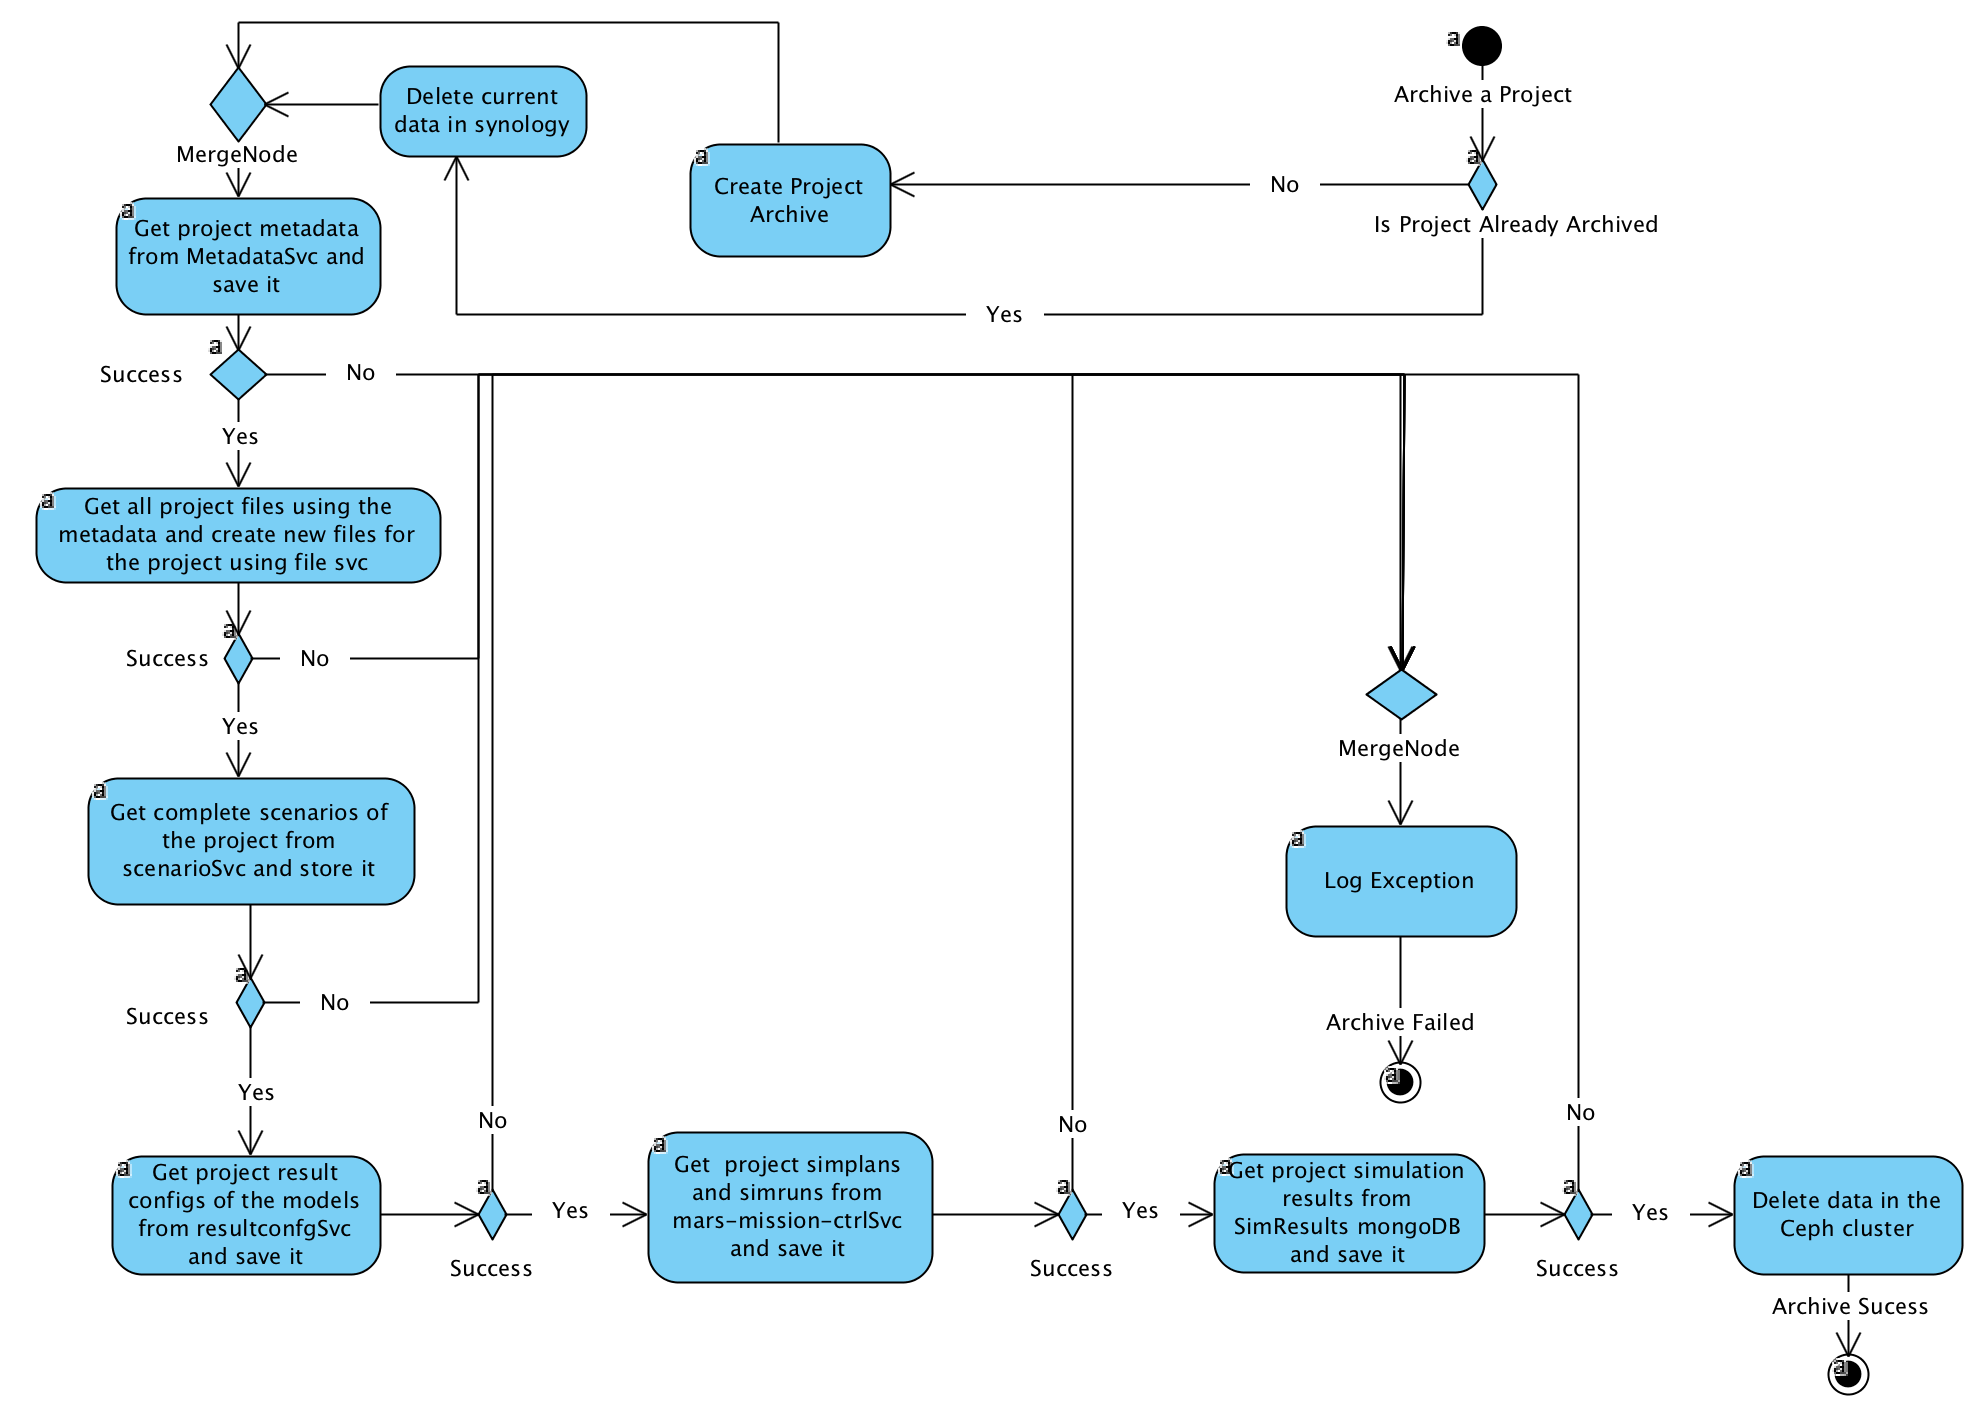 a
Archive a Project
a
Is Project Already Archived
No
Yes
a
Create Project
Archive
Delete current
data in synology
MergeNode
a
Get project metadata
from MetadataSvc and
save it
a
Success
No
Yes
a
Get all project files using the
metadata and create new files for
the project using file svc
a
Success
No
Yes
a
Get complete scenarios of
the project from
scenarioSvc and store it
a
Success
No
Yes
a
Get project result
configs of the models
from resultconfgSvc
and save it
a
No
Success
Yes
a
Get  project simplans
and simruns from
mars-mission-ctrlSvc
and save it
a
No
Success
Yes
a
Get project simulation
results from
SimResults mongoDB
and save it
a
No
Success
Yes
a
Delete data in the
Ceph cluster
Archive Sucess
a
MergeNode
a
Log Exception
Archive Failed
a